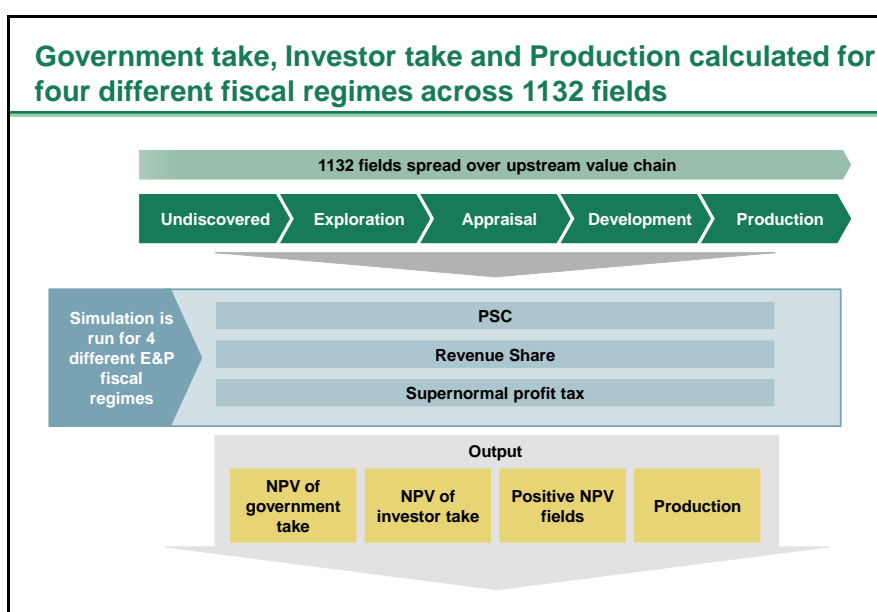 Government take, Investor take and Production calculated for
four different fiscal regimes across 1132 fields
1132 fields spread over upstream value chain
Undiscovered
Exploration
Appraisal
Development
Production
Simulation is
run for 4
different E&P
fiscal
regimes
PSC
Revenue Share
Supernormal profit tax
Output
NPV of
government
take
NPV of
investor take
Positive NPV
fields
Production